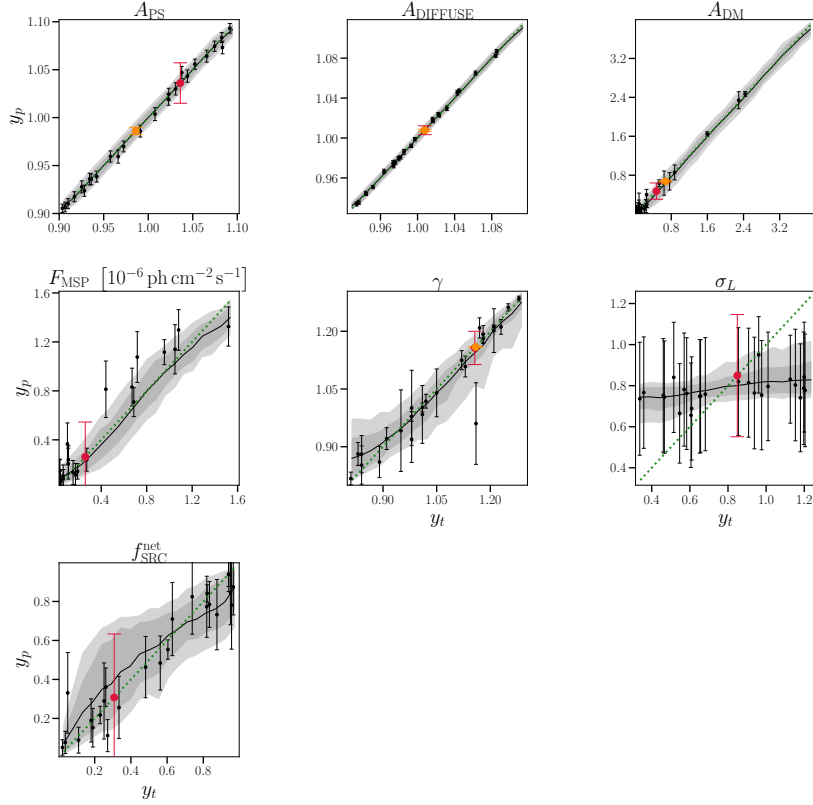 A_PS A_DIFFUSE A_DM
1.10
1.05
1.00
0.95
0.90
y_p
0.90 0.95 1.00 1.05 1.10
1.08
1.04
1.00
0.96
0.96 1.00 1.04 1.08
3.2
2.4
1.6
0.8
0.8 1.6 2.4 3.2
F_MSP [10^−6 ph cm^−2 s^−1] γ σ_L
1.6
1.2
0.8
0.4
y_p
0.4 0.8 1.2 1.6
1.20
1.05
0.90
0.90 1.05 1.20
y_t
1.2
1.0
0.8
0.6
0.4
0.4 0.6 0.8 1.0 1.2
y_t
f_SRC^net
0.8
0.6
0.4
0.2
y_p
0.2 0.4 0.6 0.8
y_t